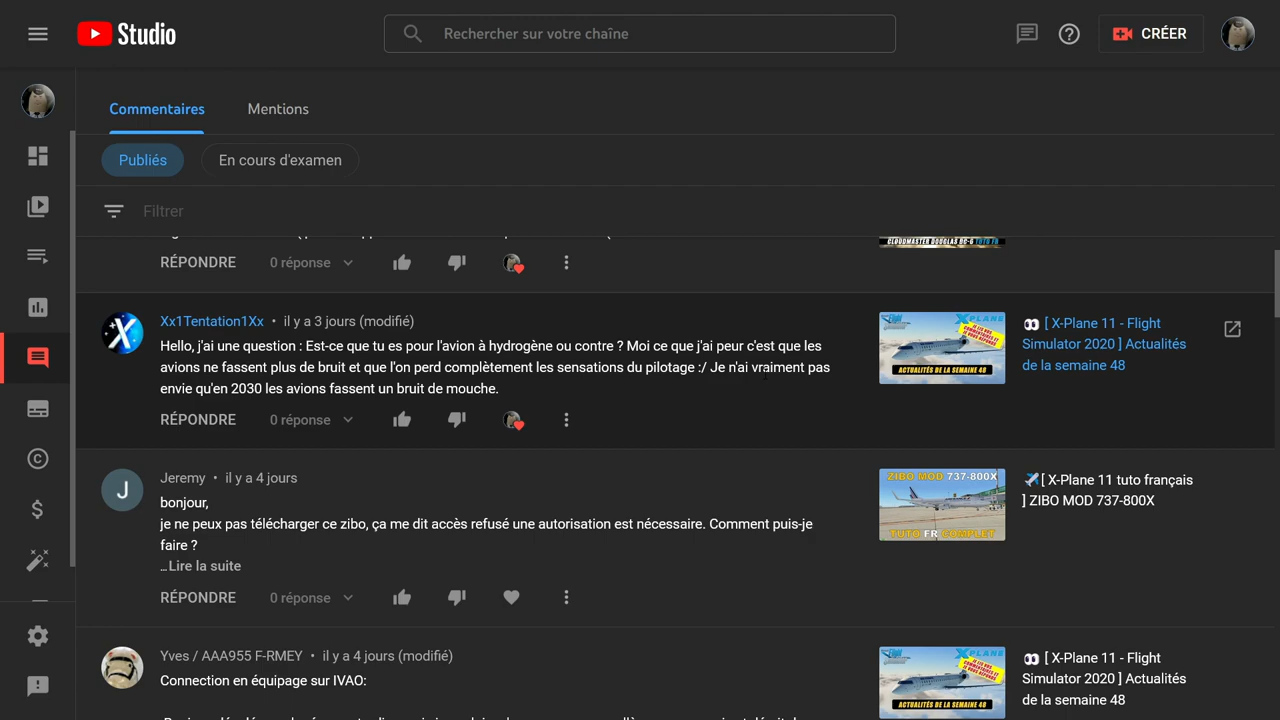 Studio
Rechercher sur votre chaîne
CRÉER
Commentaires
Mentions
Publiés
En cours d'examen
Filtrer
CLOUDMASTER DOUGLAS DC-6 TUTO FR
RÉPONDRE
0 réponse
Xx1Tentation1Xx • il y a 3 jours (modifié)
Hello, j'ai une question : Est-ce que tu es pour l'avion à hydrogène ou contre ? Moi ce que j'ai peur c'est que les
avions ne fassent plus de bruit et que l'on perd complètement les sensations du pilotage :/ Je n'ai vraiment pas
envie qu'en 2030 les avions fassent un bruit de mouche.
RÉPONDRE
0 réponse
X-PLANE
ACTUALITÉS DE LA SEMAINE 48
👀 [ X-Plane 11 - Flight
Simulator 2020 ] Actualités
de la semaine 48
J
Jeremy • il y a 4 jours
bonjour,
je ne peux pas télécharger ce zibo, ça me dit accès refusé une autorisation est nécessaire. Comment puis-je
faire ?
...Lire la suite
RÉPONDRE
0 réponse
ZIBO MOD 737-800X
TUTO FR COMPLET
✈️[ X-Plane 11 tuto français
] ZIBO MOD 737-800X
Yves / AAA955 F-RMEY • il y a 4 jours (modifié)
Connection en équipage sur IVAO:
X-PLANE
ACTUALITÉS DE LA SEMAINE 48
👀 [ X-Plane 11 - Flight
Simulator 2020 ] Actualités
de la semaine 48